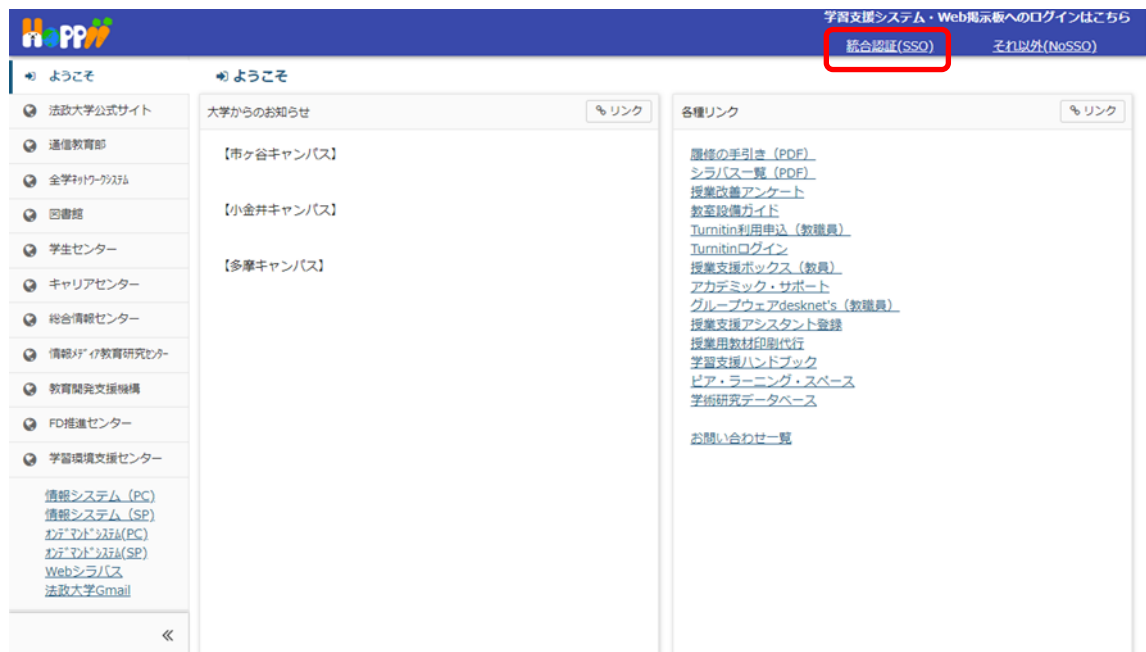 Hoppii
学習支援システム・Web掲示板へのログインはこちら
統合認証(SSO)
それ以外(NoSSO)
ようこそ
法政大学公式サイト
通信教育部
全学ﾈｯﾄﾜｰｸｼｽﾃﾑ
図書館
学生センター
キャリアセンター
総合情報センター
情報ﾒﾃﾞｨｱ教育研究ｾﾝﾀｰ
教育開発支援機構
FD推進センター
学習環境支援センター
情報システム（PC）
情報システム（SP）
ｵﾝﾃﾞﾏﾝﾄﾞｼｽﾃﾑ(PC)
ｵﾝﾃﾞﾏﾝﾄﾞｼｽﾃﾑ(SP)
Webシラバス
法政大学Gmail
ようこそ
大学からのお知らせ
リンク
【市ヶ谷キャンパス】
【小金井キャンパス】
【多摩キャンパス】
各種リンク
リンク
履修の手引き（PDF）
シラバス一覧（PDF）
授業改善アンケート
教室設備ガイド
Turnitin利用申込（教職員）
Turnitinログイン
授業支援ボックス（教員）
アカデミック・サポート
グループウェアdesknet's（教職員）
授業支援アシスタント登録
授業用教材印刷代行
学習支援ハンドブック
ピア・ラーニング・スペース
学術研究データベース
お問い合わせ一覧